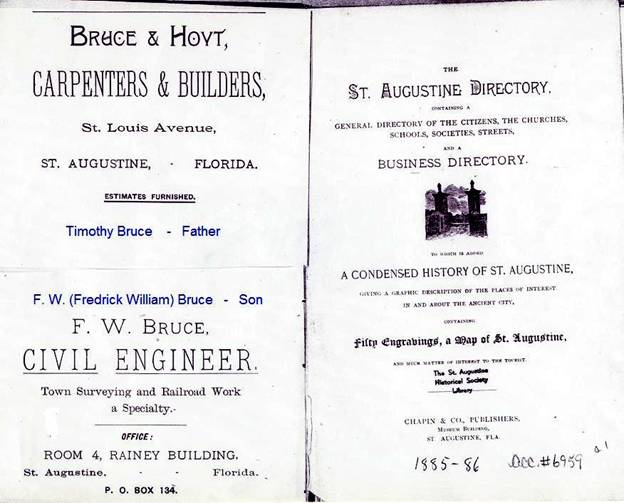 BRUCE & HOYT,
CARPENTERS & BUILDERS,
St. Louis Avenue,
ST. AUGUSTINE, - FLORIDA.
ESTIMATES FURNISHED.
Timothy Bruce - Father
F. W. (Fredrick William) Bruce - Son
F. W. BRUCE,
CIVIL ENGINEER.
Town Surveying and Railroad Work
a Specialty.
OFFICE:
ROOM 4, RAINEY BUILDING.
St. Augustine, - - Florida.
P. O. BOX 134.
THE
ST. AUGUSTINE DIRECTORY,
CONTAINING A
GENERAL DIRECTORY OF THE CITIZENS, THE CHURCHES,
SCHOOLS, SOCIETIES, STREETS,
AND A
BUSINESS DIRECTORY.
TO WHICH IS ADDED
A CONDENSED HISTORY OF ST. AUGUSTINE,
GIVING A GRAPHIC DESCRIPTION OF THE PLACES OF INTEREST
IN AND ABOUT THE ANCIENT CITY,
CONTAINING
Fifty Engravings, a Map of St. Augustine,
AND MUCH MATTER OF INTEREST TO THE TOURIST.
The St. Augustine
Historical Society
Library
CHAPIN & CO., PUBLISHERS,
MUSEUM BUILDING,
ST. AUGUSTINE, FLA.
1885-86 Acc. #6959